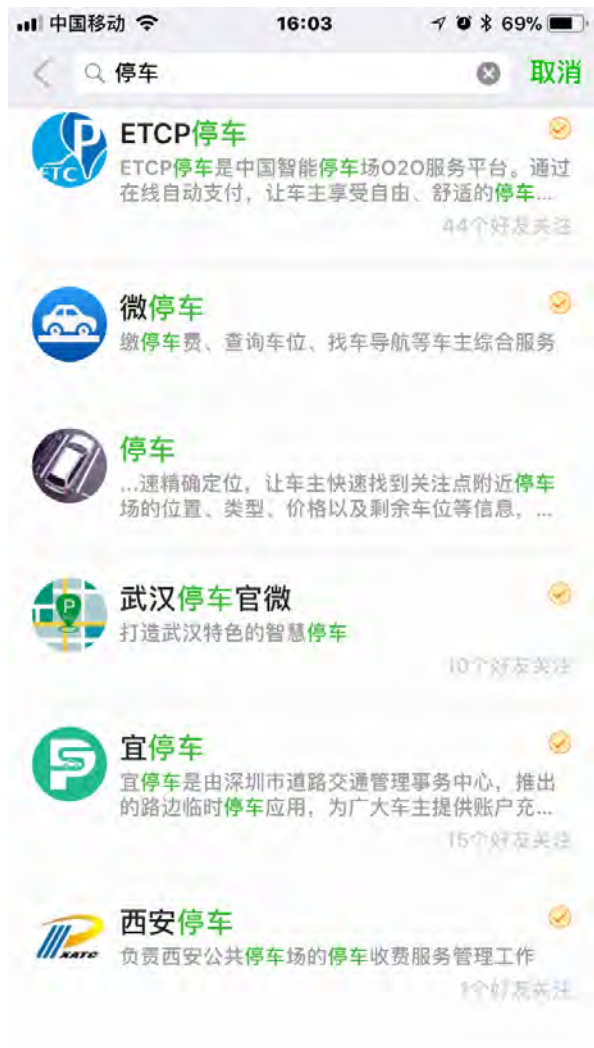 中国移动 16:03 69%
停车 取消
ETCP停车
ETCP停车是中国智能停车场O2O服务平台。通过
在线自动支付，让车主享受自由、舒适的停车...
44个好友关注
微停车
缴停车费、查询车位、找车导航等车主综合服务
停车
...速精确定位，让车主快速找到关注点附近停车
场的位置、类型、价格以及剩余车位等信息，...
P
武汉停车官微
打造武汉特色的智慧停车
10个好友关注
宜停车
宜停车是由深圳市道路交通管理事务中心，推出
的路边临时停车应用，为广大车主提供账户充...
15个好友关注
西安停车
负责西安公共停车场的停车收费服务管理工作
1个好友关注
P
ETC
XATC